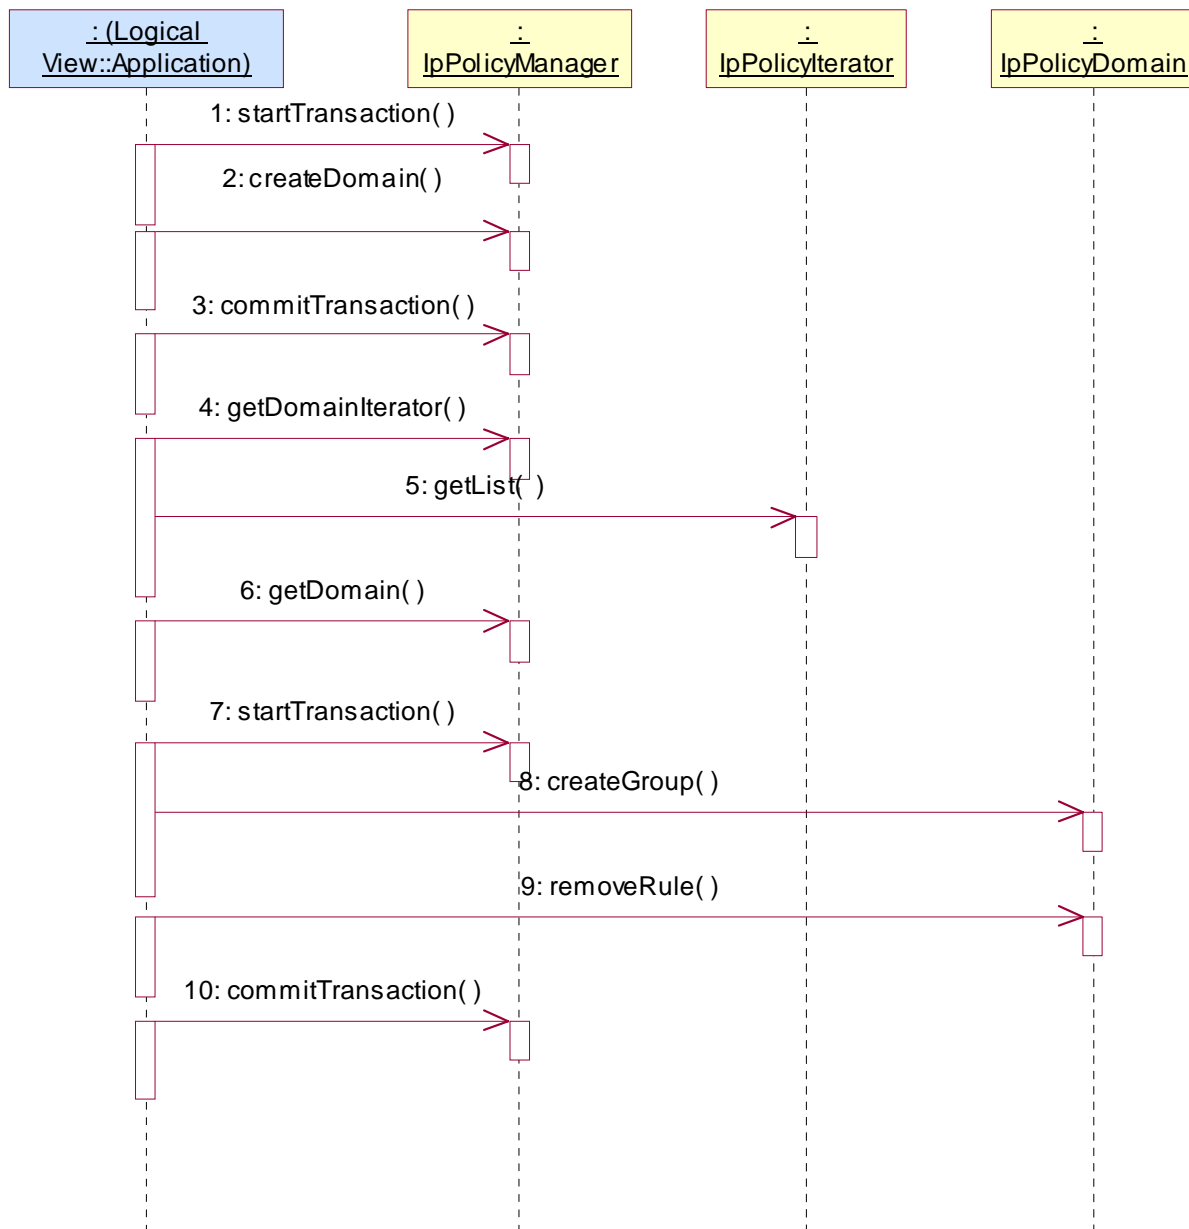 : (Logical
View::Application)
:
IpPolicyManager
:
IpPolicyIterator
:
IpPolicyDomain
1: startTransaction( )
2: createDomain( )
3: commitTransaction( )
4: getDomainIterator( )
5: getList( )
6: getDomain( )
7: startTransaction( )
8: createGroup( )
9: removeRule( )
10: commitTransaction( )